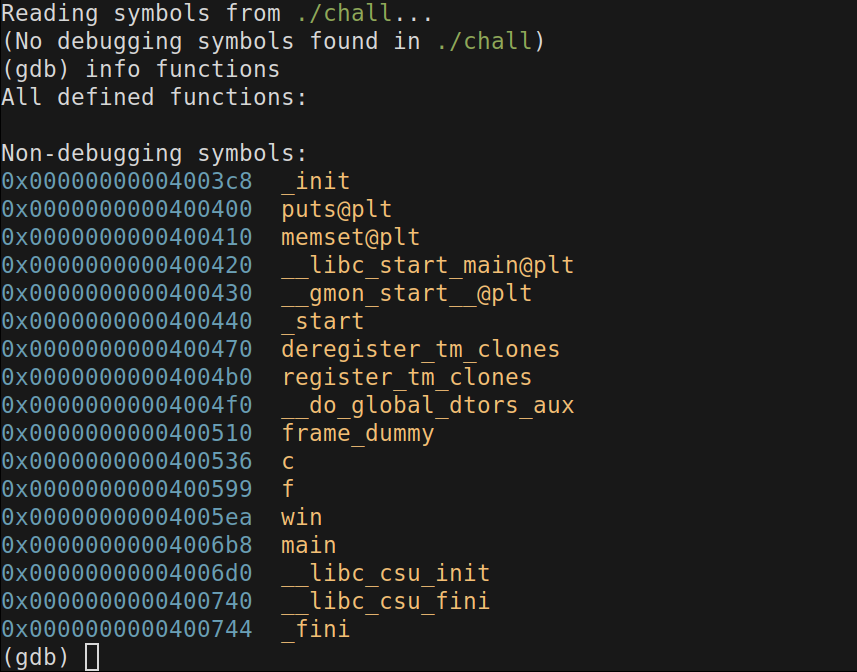 Reading symbols from ./chall...
(No debugging symbols found in ./chall)
(gdb) info functions
All defined functions:

Non-debugging symbols:
0x00000000004003c8  _init
0x0000000000400400  puts@plt
0x0000000000400410  memset@plt
0x0000000000400420  __libc_start_main@plt
0x0000000000400430  __gmon_start__@plt
0x0000000000400440  _start
0x0000000000400470  deregister_tm_clones
0x00000000004004b0  register_tm_clones
0x00000000004004f0  __do_global_dtors_aux
0x0000000000400510  frame_dummy
0x0000000000400536  c
0x0000000000400599  f
0x00000000004005ea  win
0x00000000004006b8  main
0x00000000004006d0  __libc_csu_init
0x0000000000400740  __libc_csu_fini
0x0000000000400744  _fini
(gdb)